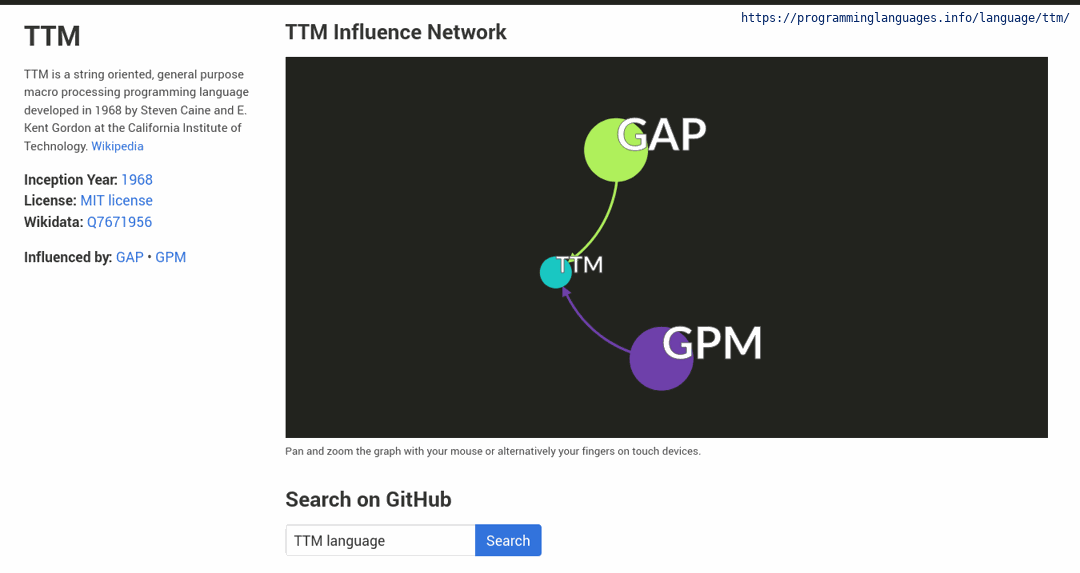 https://programminglanguages.info/language/ttm/
TTM
TTM is a string oriented, general purpose
macro processing programming language
developed in 1968 by Steven Caine and E.
Kent Gordon at the California Institute of
Technology. Wikipedia
Inception Year: 1968
License: MIT license
Wikidata: Q7671956
Influenced by: GAP • GPM
TTM Influence Network
GAP
TTM
GPM
Pan and zoom the graph with your mouse or alternatively your fingers on touch devices.
Search on GitHub
TTM language
Search